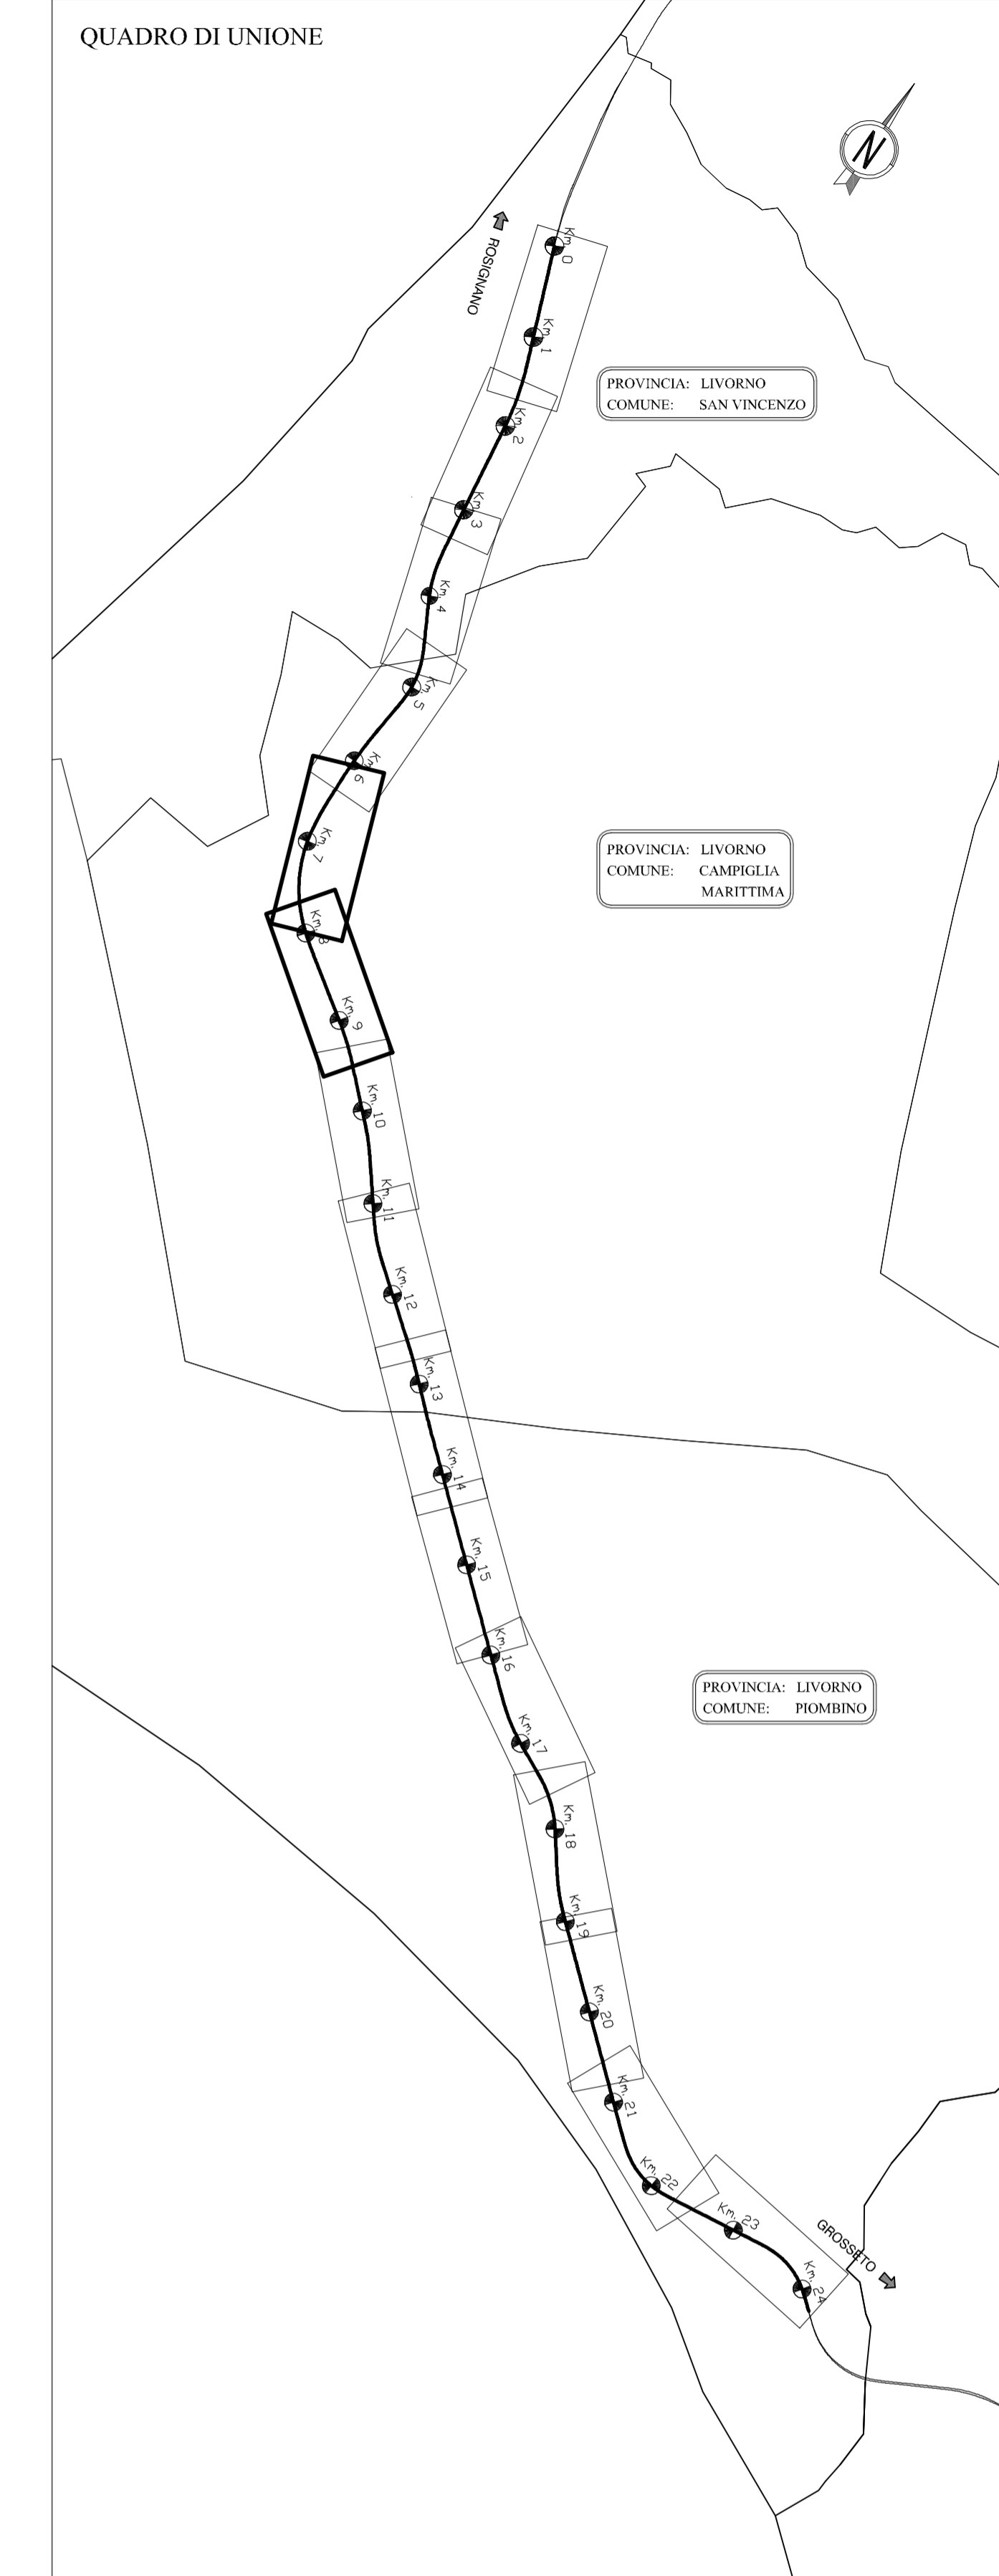 QUADRO DI UNIONE
N
ROSIGNANO
Km. 0
Km. 1
PROVINCIA: LIVORNO
COMUNE: SAN VINCENZO
Km. 2
Km. 3
Km. 4
Km. 5
Km. 6
Km. 7
PROVINCIA: LIVORNO
COMUNE: CAMPIGLIA
MARITTIMA
Km. 8
Km. 9
Km. 10
Km. 11
Km. 12
Km. 13
Km. 14
Km. 15
Km. 16
PROVINCIA: LIVORNO
COMUNE: PIOMBINO
Km. 17
Km. 18
Km. 19
Km. 20
Km. 21
Km. 22
Km. 23
GROSSETO
Km. 24